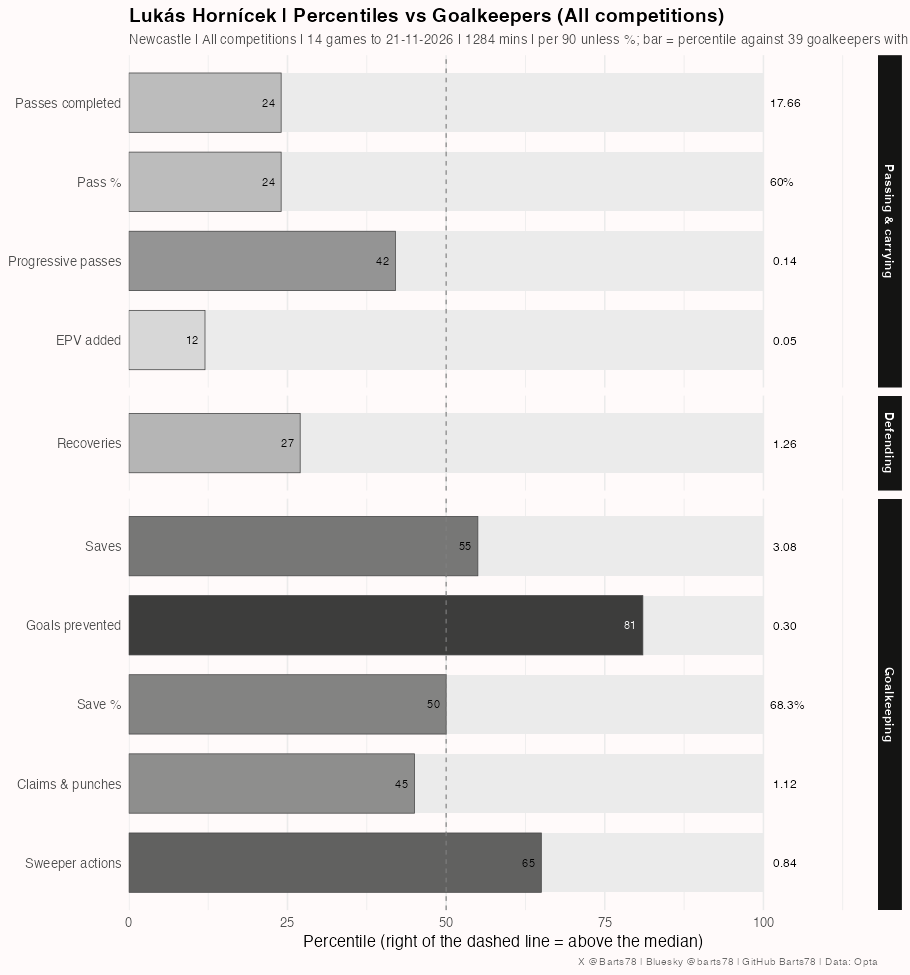 Lukás Hornícek | Percentiles vs Goalkeepers (All competitions)
Newcastle | All competitions | 14 games to 21-11-2026 | 1284 mins | per 90 unless %; bar = percentile against 39 goalkeepers with
Passes completed 24 17.66
Pass % 24 60%
Progressive passes 42 0.14
EPV added 12 0.05
Passing & carrying
Recoveries 27 1.26
Defending
Saves 55 3.08
Goals prevented 81 0.30
Save % 50 68.3%
Claims & punches 45 1.12
Sweeper actions 65 0.84
Goalkeeping
0 25 50 75 100
Percentile (right of the dashed line = above the median)
X @Barts78 | Bluesky @barts78 | GitHub Barts78 | Data: Opta